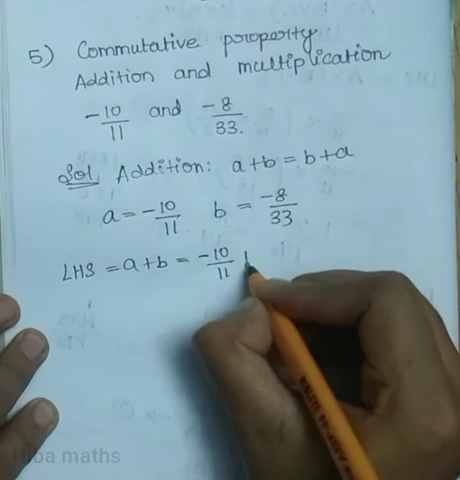 5) Commutative property
Addition and multiplication
-10/11 and -8/33.
Sol Addition: a+b = b+a
a = -10/11 b = -8/33
LHS = a+b = -10/11
Hiba maths